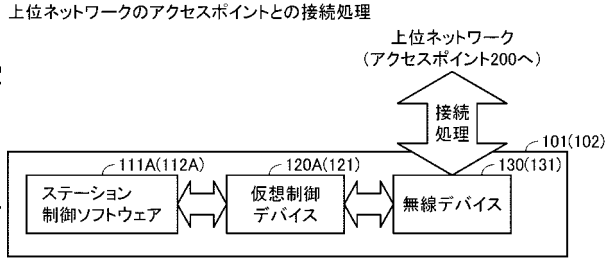 上位ネットワークのアクセスポイントとの接続処理
上位ネットワーク
(アクセスポイント200へ)
接続
処理
101(102)
111A(112A)
120A(121)
130(131)
ステーション
制御ソフトウェア
仮想制御
デバイス
無線デバイス